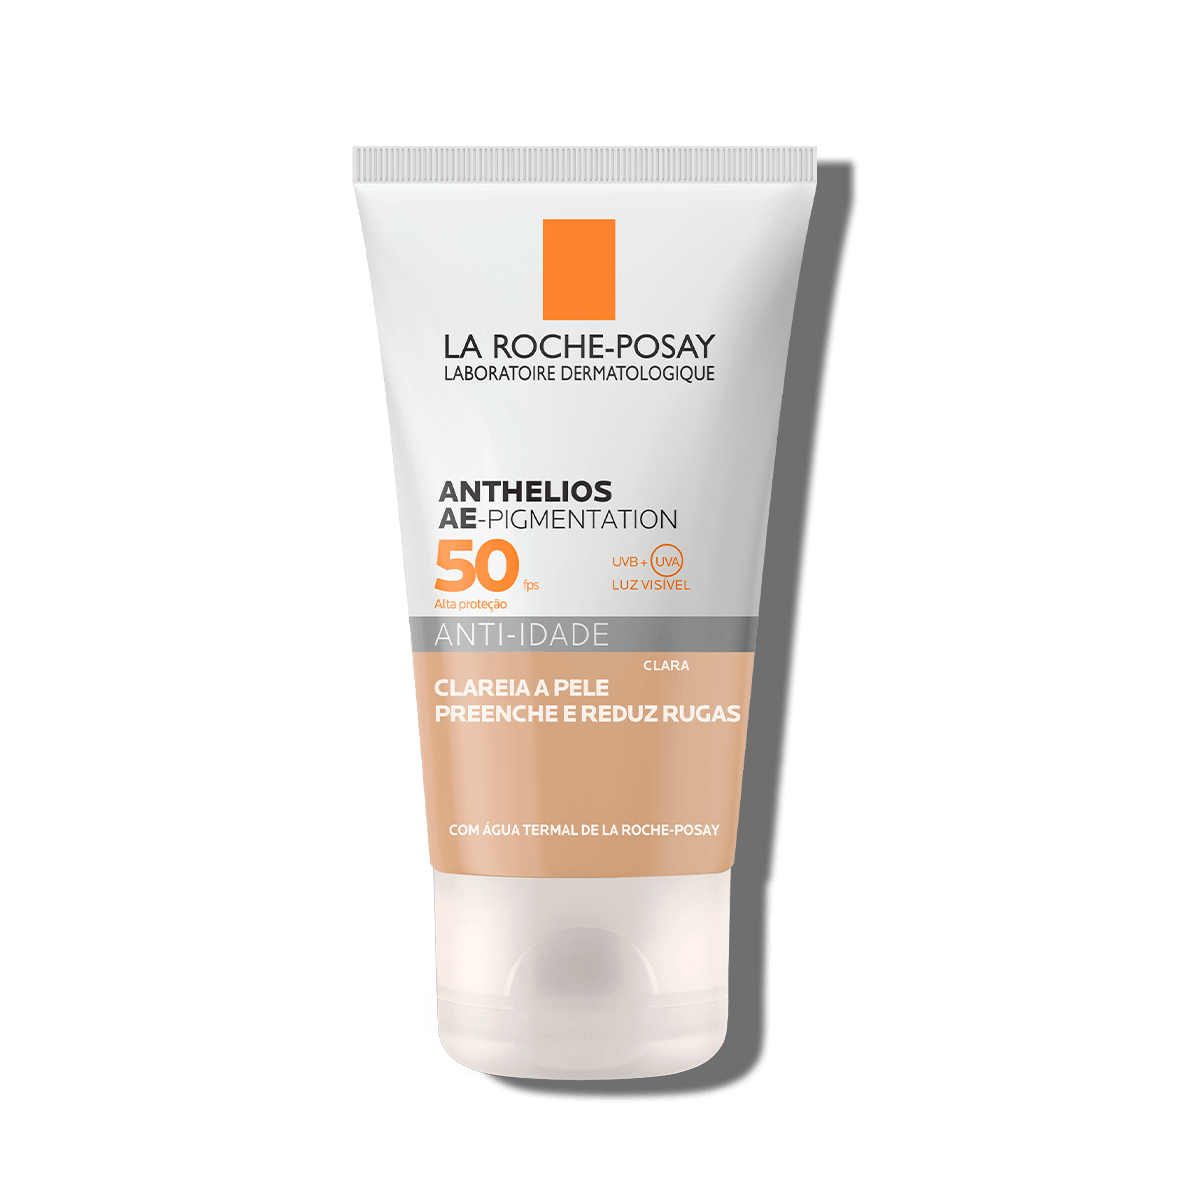 LA ROCHE-POSAY
LABORATOIRE DERMATOLOGIQUE
ANTHELIOS
AE-PIGMENTATION
50 fps
UVB + UVA
LUZ VISÍVEL
Alta proteção
ANTI-IDADE
CLARA
CLAREIA A PELE
PREENCHE E REDUZ RUGAS
COM ÁGUA TERMAL DE LA ROCHE-POSAY